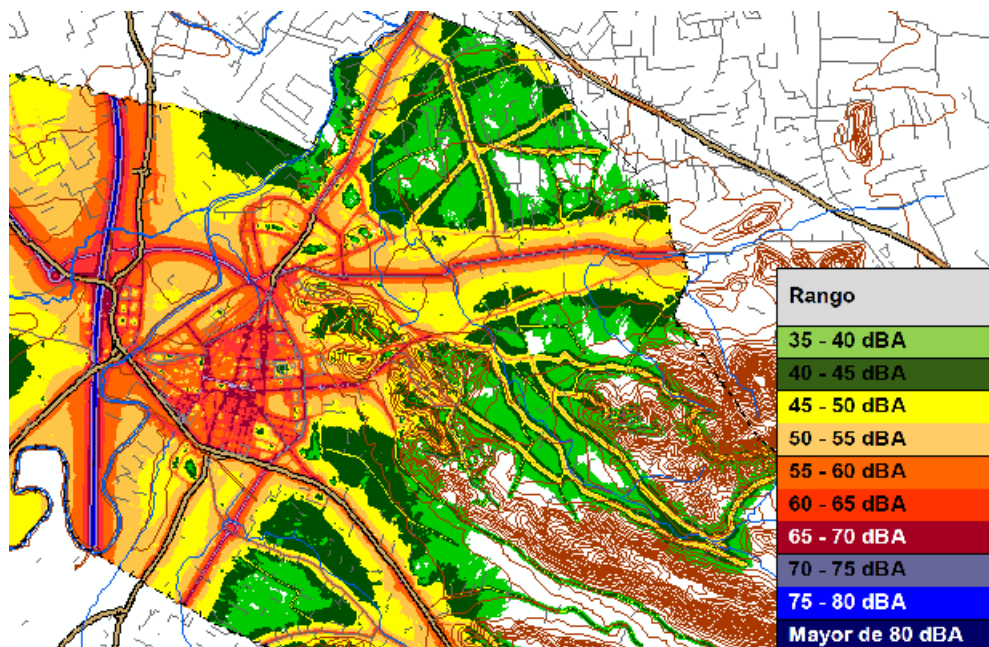 Rango
35 - 40 dBA
40 - 45 dBA
45 - 50 dBA
50 - 55 dBA
55 - 60 dBA
60 - 65 dBA
65 - 70 dBA
70 - 75 dBA
75 - 80 dBA
Mayor de 80 dBA